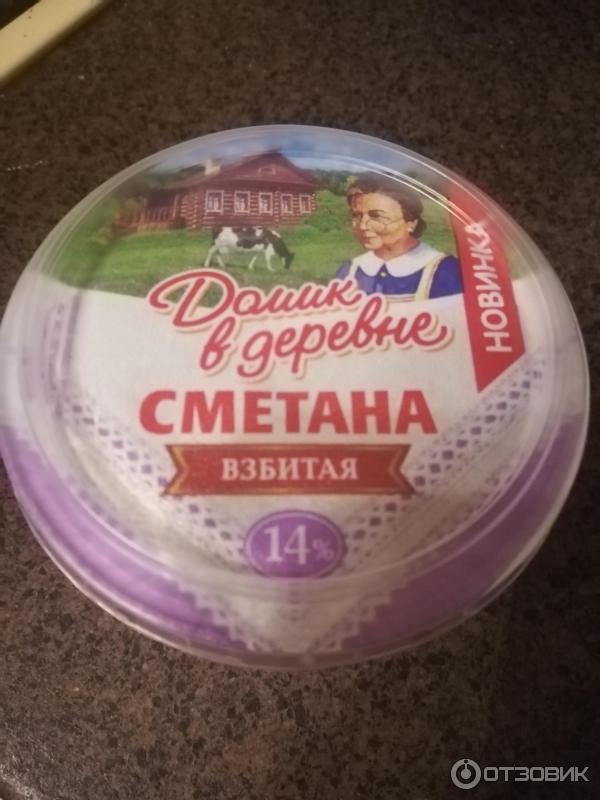 НОВИНКА
Домик
в деревне
СМЕТАНА
ВЗБИТАЯ
14%
ОТЗОВИК